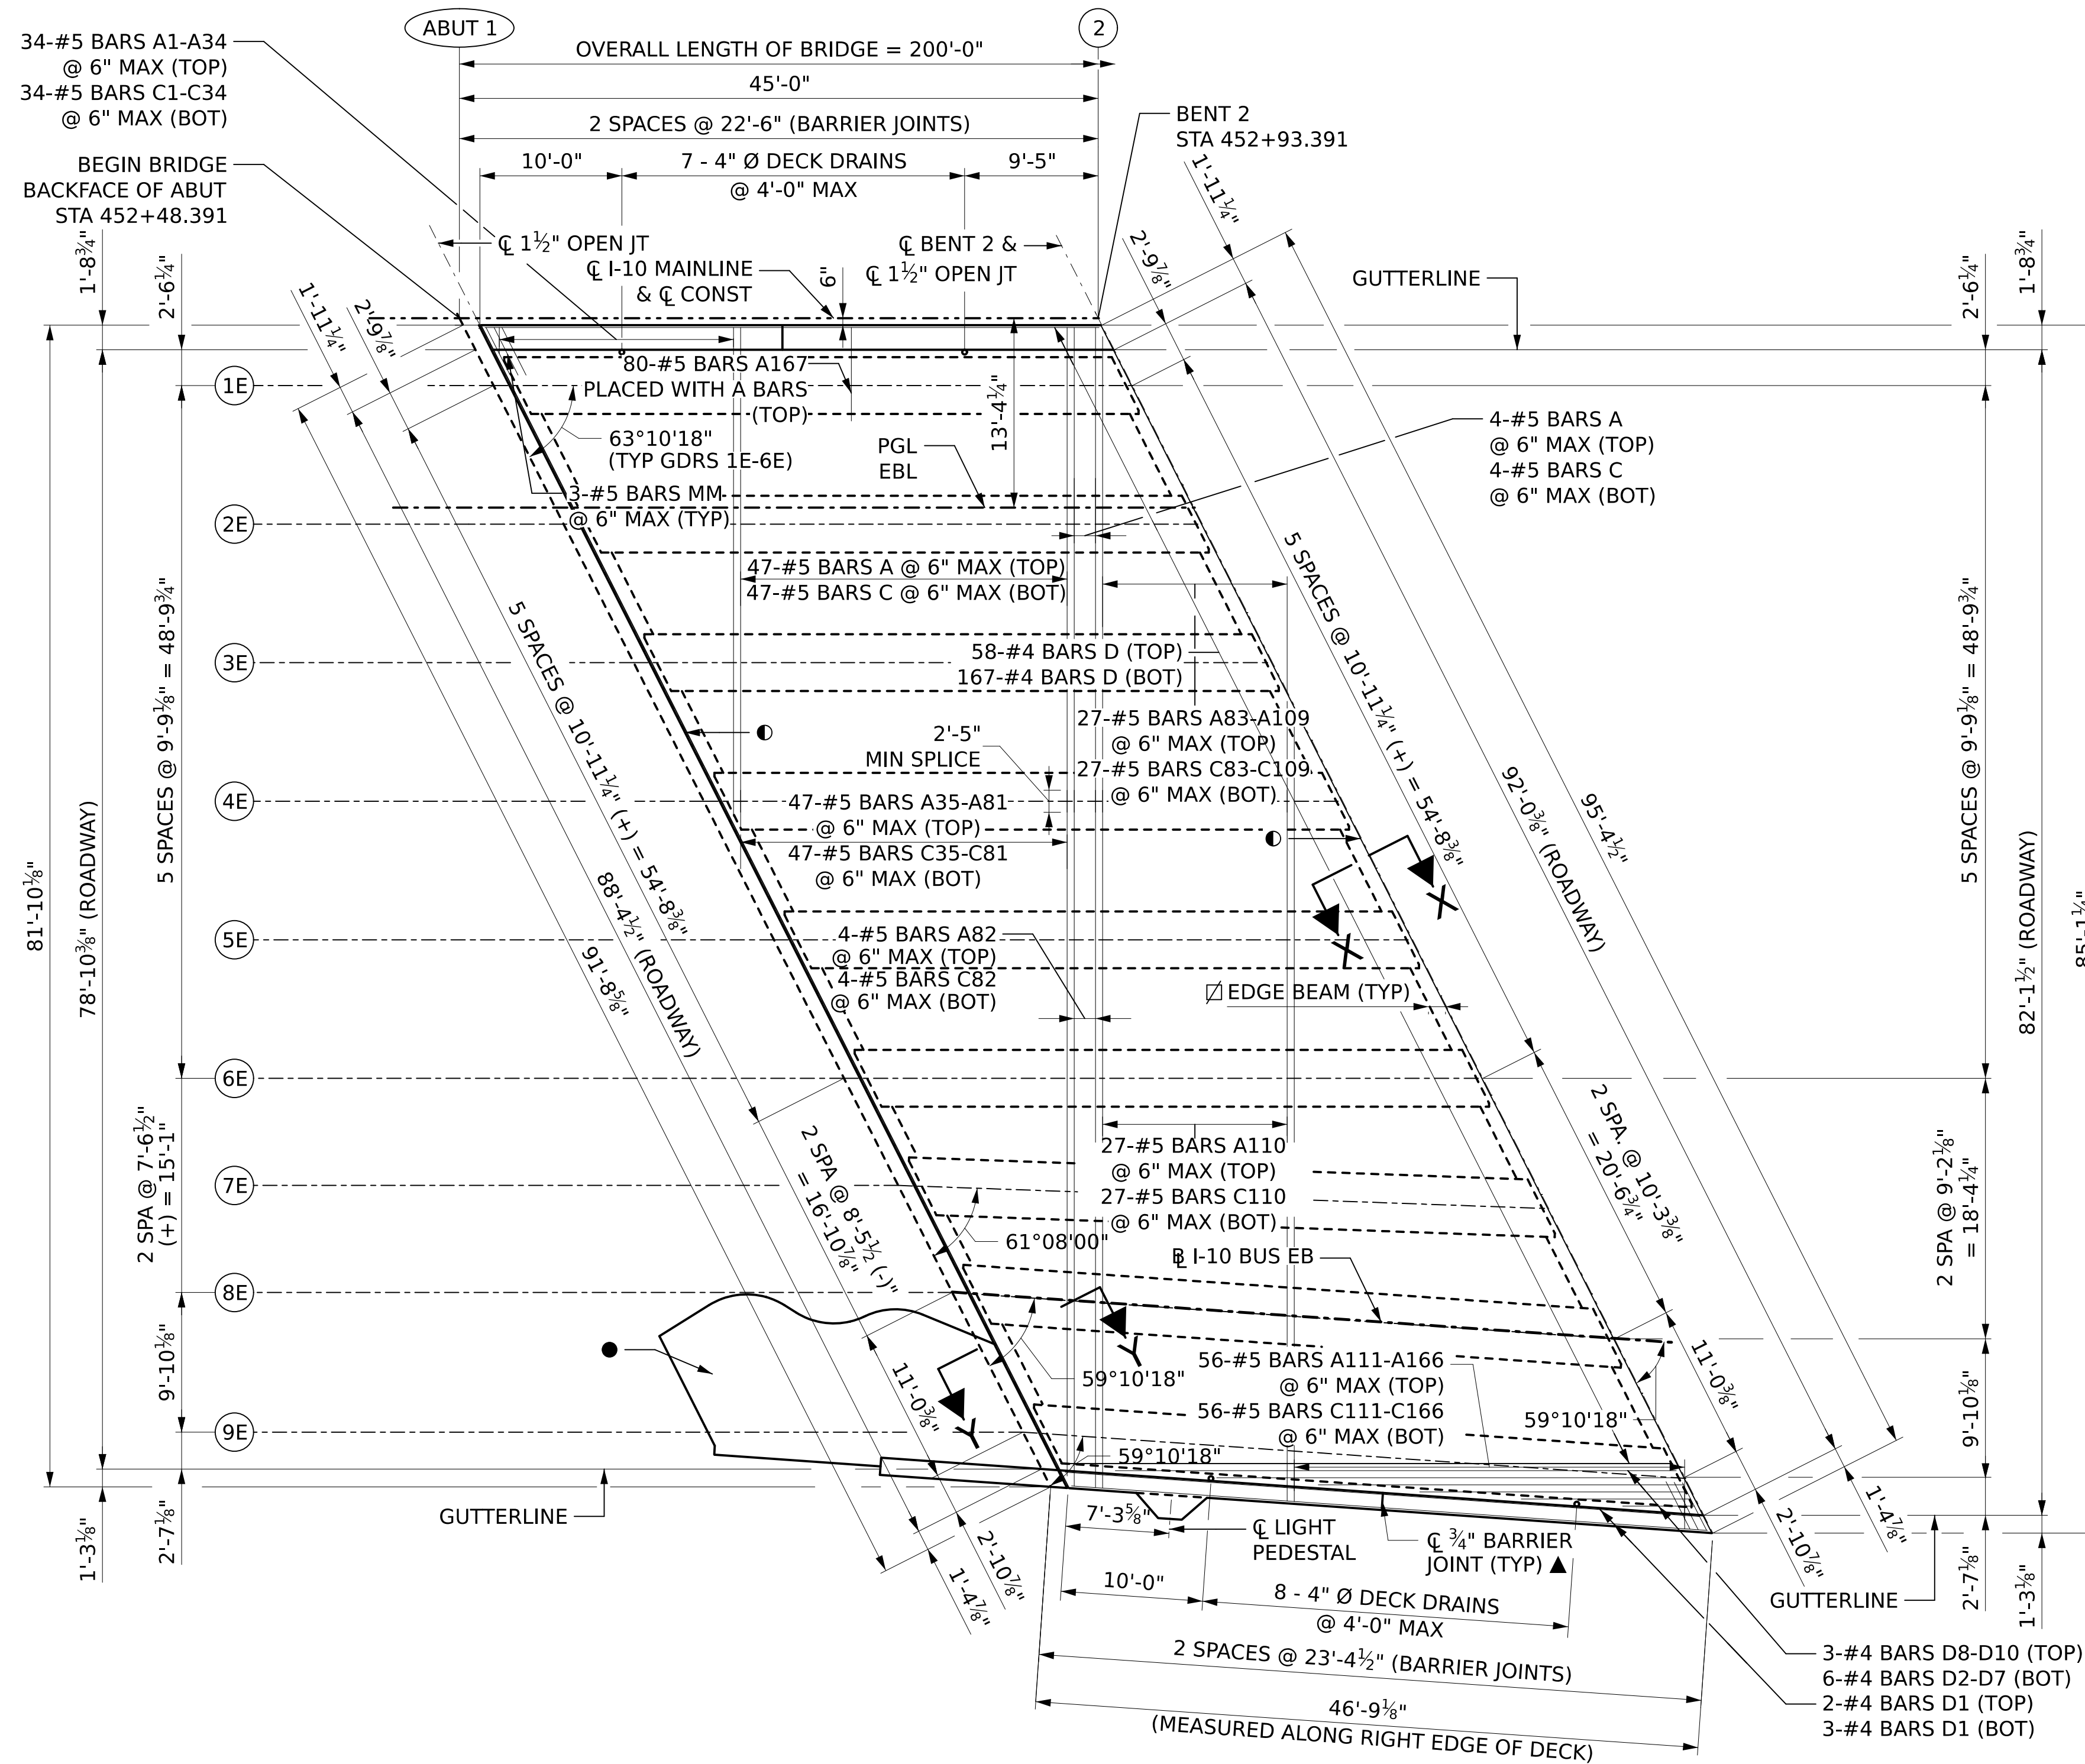 ABUT 1
2
34-#5 BARS A1-A34
@ 6" MAX (TOP)
34-#5 BARS C1-C34
@ 6" MAX (BOT)
OVERALL LENGTH OF BRIDGE = 200'-0"
45'-0"
2 SPACES @ 22'-6" (BARRIER JOINTS)
BENT 2
STA 452+93.391
BEGIN BRIDGE
BACKFACE OF ABUT
STA 452+48.391
10'-0"
7 - 4" Ø DECK DRAINS
@ 4'-0" MAX
9'-5"
℄ 1½" OPEN JT
℄ BENT 2 &
℄ 1½" OPEN JT
℄ I-10 MAINLINE
& ℄ CONST
6"
GUTTERLINE
1'-8¾"
2'-6¼"
1'-11¼"
2'-9⅞"
1'-11¼"
2'-9⅞"
2'-6¼"
1'-8¾"
1E
80-#5 BARS A167
PLACED WITH A BARS
(TOP)
13'-4¼"
63°10'18"
(TYP GDRS 1E-6E)
PGL
EBL
4-#5 BARS A
@ 6" MAX (TOP)
4-#5 BARS C
@ 6" MAX (BOT)
3-#5 BARS MM
@ 6" MAX (TYP)
2E
47-#5 BARS A @ 6" MAX (TOP)
47-#5 BARS C @ 6" MAX (BOT)
3E
58-#4 BARS D (TOP)
167-#4 BARS D (BOT)
27-#5 BARS A83-A109
@ 6" MAX (TOP)
27-#5 BARS C83-C109
@ 6" MAX (BOT)
2'-5"
MIN SPLICE
4E
47-#5 BARS A35-A81
@ 6" MAX (TOP)
47-#5 BARS C35-C81
@ 6" MAX (BOT)
81'-10⅛"
78'-10⅜" (ROADWAY)
5 SPACES @ 9'-9⅛" = 48'-9¾"
5 SPACES @ 10'-11¼" (+) = 54'-8⅜"
88'-4½" (ROADWAY)
91'-8⅝"
5 SPACES @ 10'-11¼" (+) = 54'-8⅜"
92'-0⅜" (ROADWAY)
95'-4½"
5 SPACES @ 9'-9⅛" = 48'-9¾"
82'-1½" (ROADWAY)
85'-1¼"
X
X
5E
4-#5 BARS A82
@ 6" MAX (TOP)
4-#5 BARS C82
@ 6" MAX (BOT)
EDGE BEAM (TYP)
6E
2 SPA @ 7'-6½"
(+) = 15'-1"
2 SPA @ 8'-5½ (-)"
= 16'-10⅞"
2 SPA. @ 10'-3⅜"
= 20'-6¾"
2 SPA @ 9'-2⅛"
= 18'-4¼"
27-#5 BARS A110
@ 6" MAX (TOP)
27-#5 BARS C110
@ 6" MAX (BOT)
7E
61°08'00"
℄ I-10 BUS EB
8E
Y
Y
59°10'18"
56-#5 BARS A111-A166
@ 6" MAX (TOP)
56-#5 BARS C111-C166
@ 6" MAX (BOT)
59°10'18"
9'-10⅛"
11'-0⅜"
11'-0⅜"
9'-10⅛"
9E
59°10'18"
GUTTERLINE
1'-3⅛"
2'-7⅛"
2'-10⅞"
1'-4⅞"
7'-3⅝"
℄ LIGHT
PEDESTAL
℄ ¾" BARRIER
JOINT (TYP) ▲
2'-10⅞"
1'-4⅞"
2'-7⅛"
1'-3⅛"
GUTTERLINE
10'-0"
8 - 4" Ø DECK DRAINS
@ 4'-0" MAX
2 SPACES @ 23'-4½" (BARRIER JOINTS)
46'-9⅛"
(MEASURED ALONG RIGHT EDGE OF DECK)
3-#4 BARS D8-D10 (TOP)
6-#4 BARS D2-D7 (BOT)
2-#4 BARS D1 (TOP)
3-#4 BARS D1 (BOT)